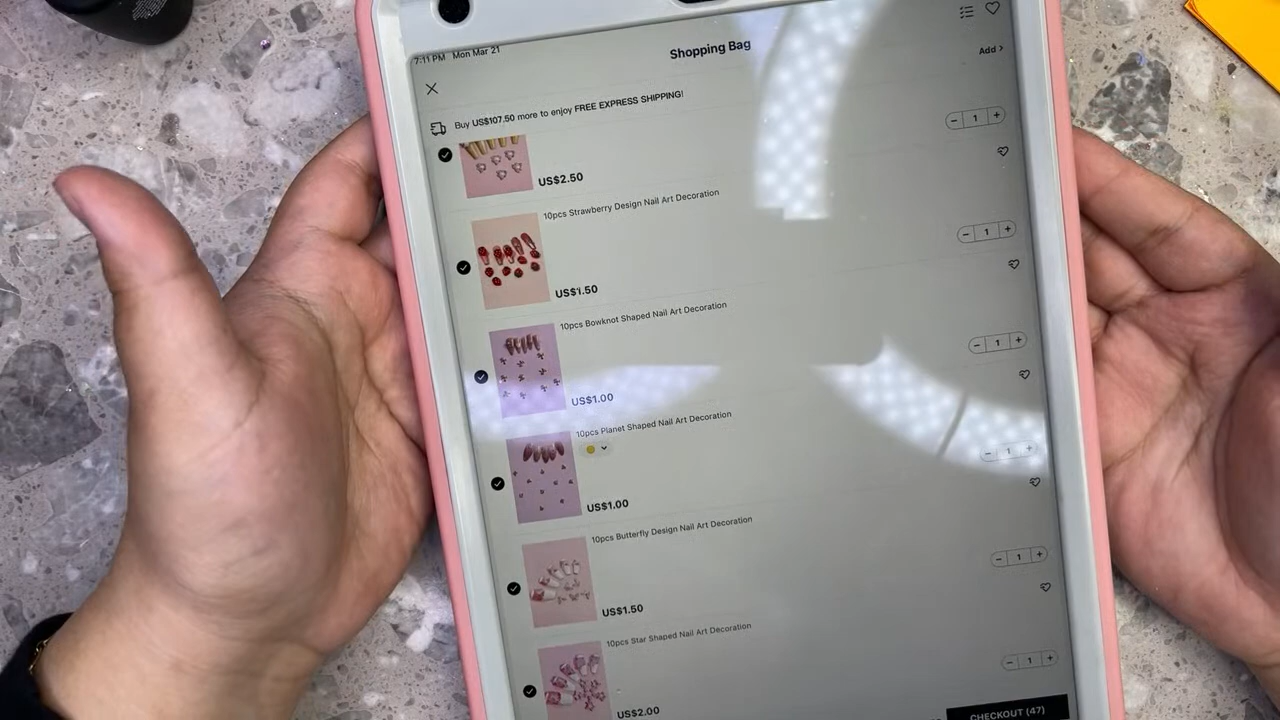 7:11 PM Mon Mar 21
Shopping Bag
Add >
Buy US$107.50 more to enjoy FREE EXPRESS SHIPPING!
− 1 +
US$2.50
10pcs Strawberry Design Nail Art Decoration
− 1 +
US$1.50
10pcs Bowknot Shaped Nail Art Decoration
− 1 +
US$1.00
10pcs Planet Shaped Nail Art Decoration
− 1 +
US$1.00
10pcs Butterfly Design Nail Art Decoration
− 1 +
US$1.50
10pcs Star Shaped Nail Art Decoration
− 1 +
US$2.00
CHECKOUT (47)